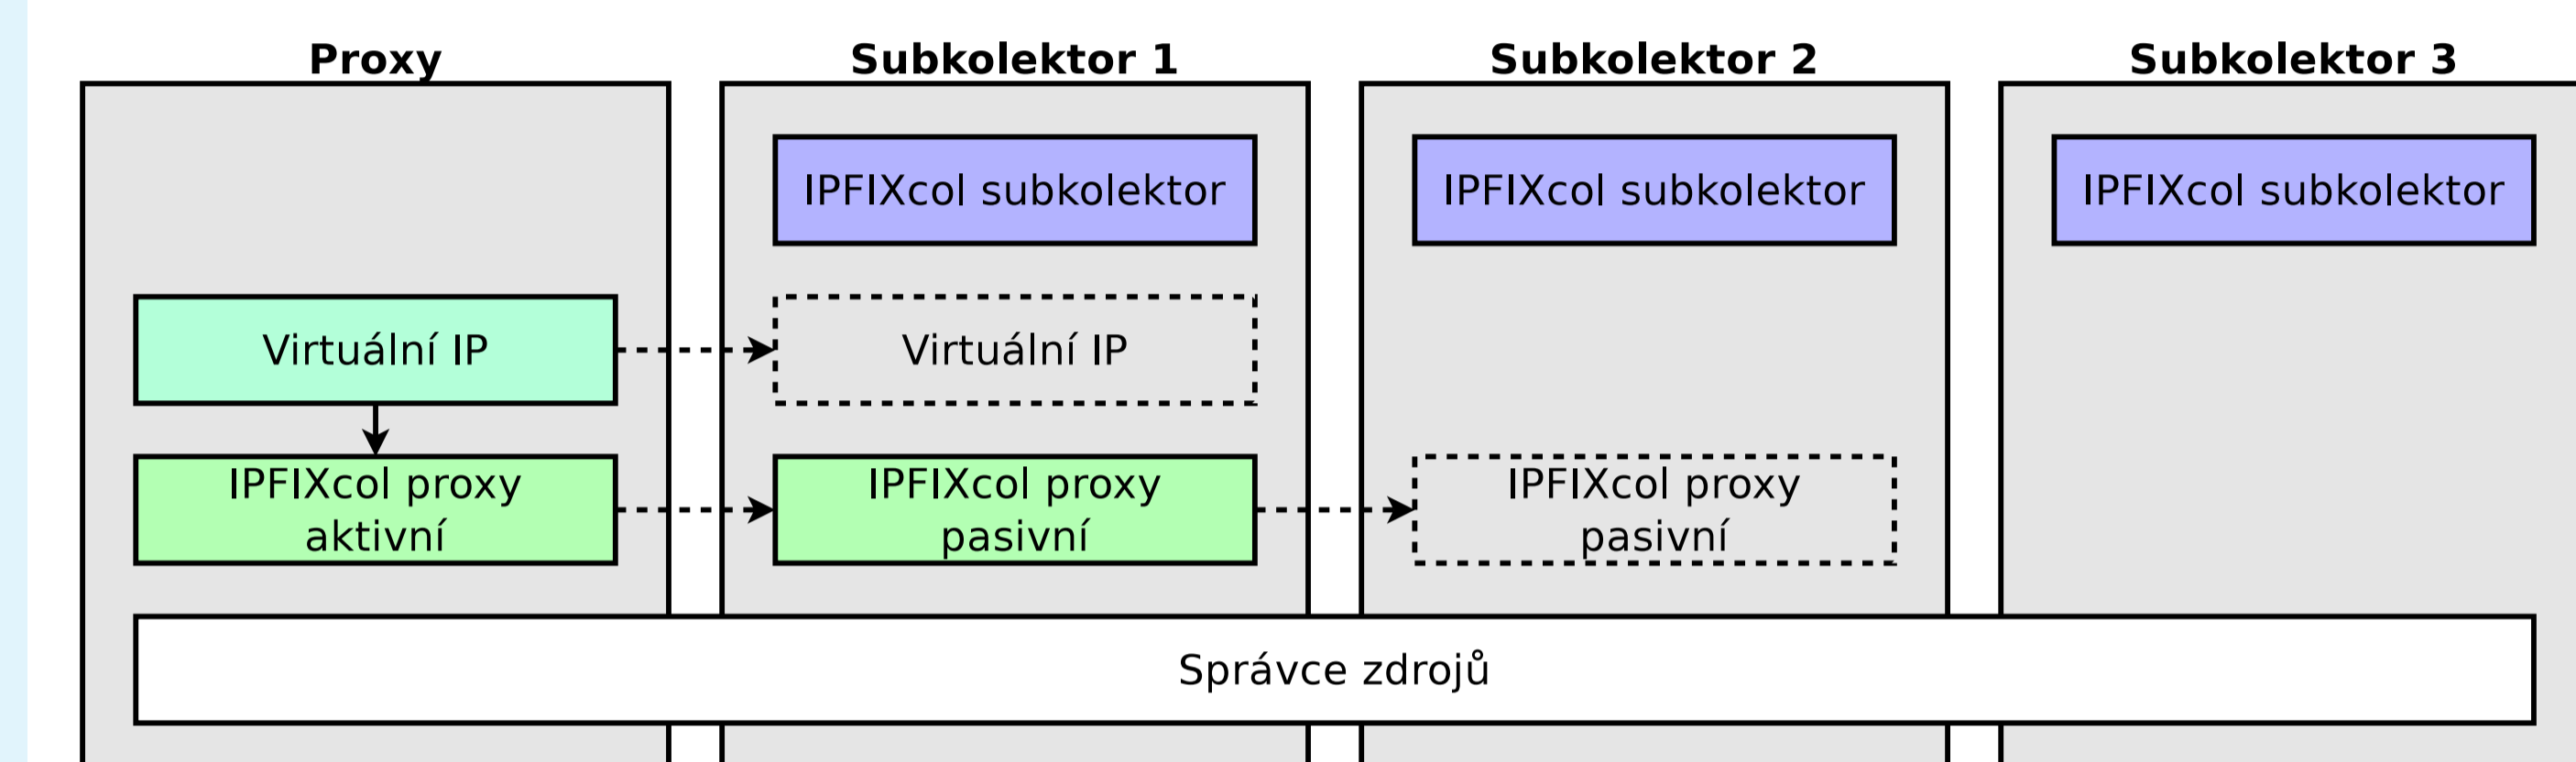 Proxy
Subkolektor 1
Subkolektor 2
Subkolektor 3
IPFIXcol subkolektor
IPFIXcol subkolektor
IPFIXcol subkolektor
Virtuální IP
Virtuální IP
IPFIXcol proxy
aktivní
IPFIXcol proxy
pasivní
IPFIXcol proxy
pasivní
Správce zdrojů